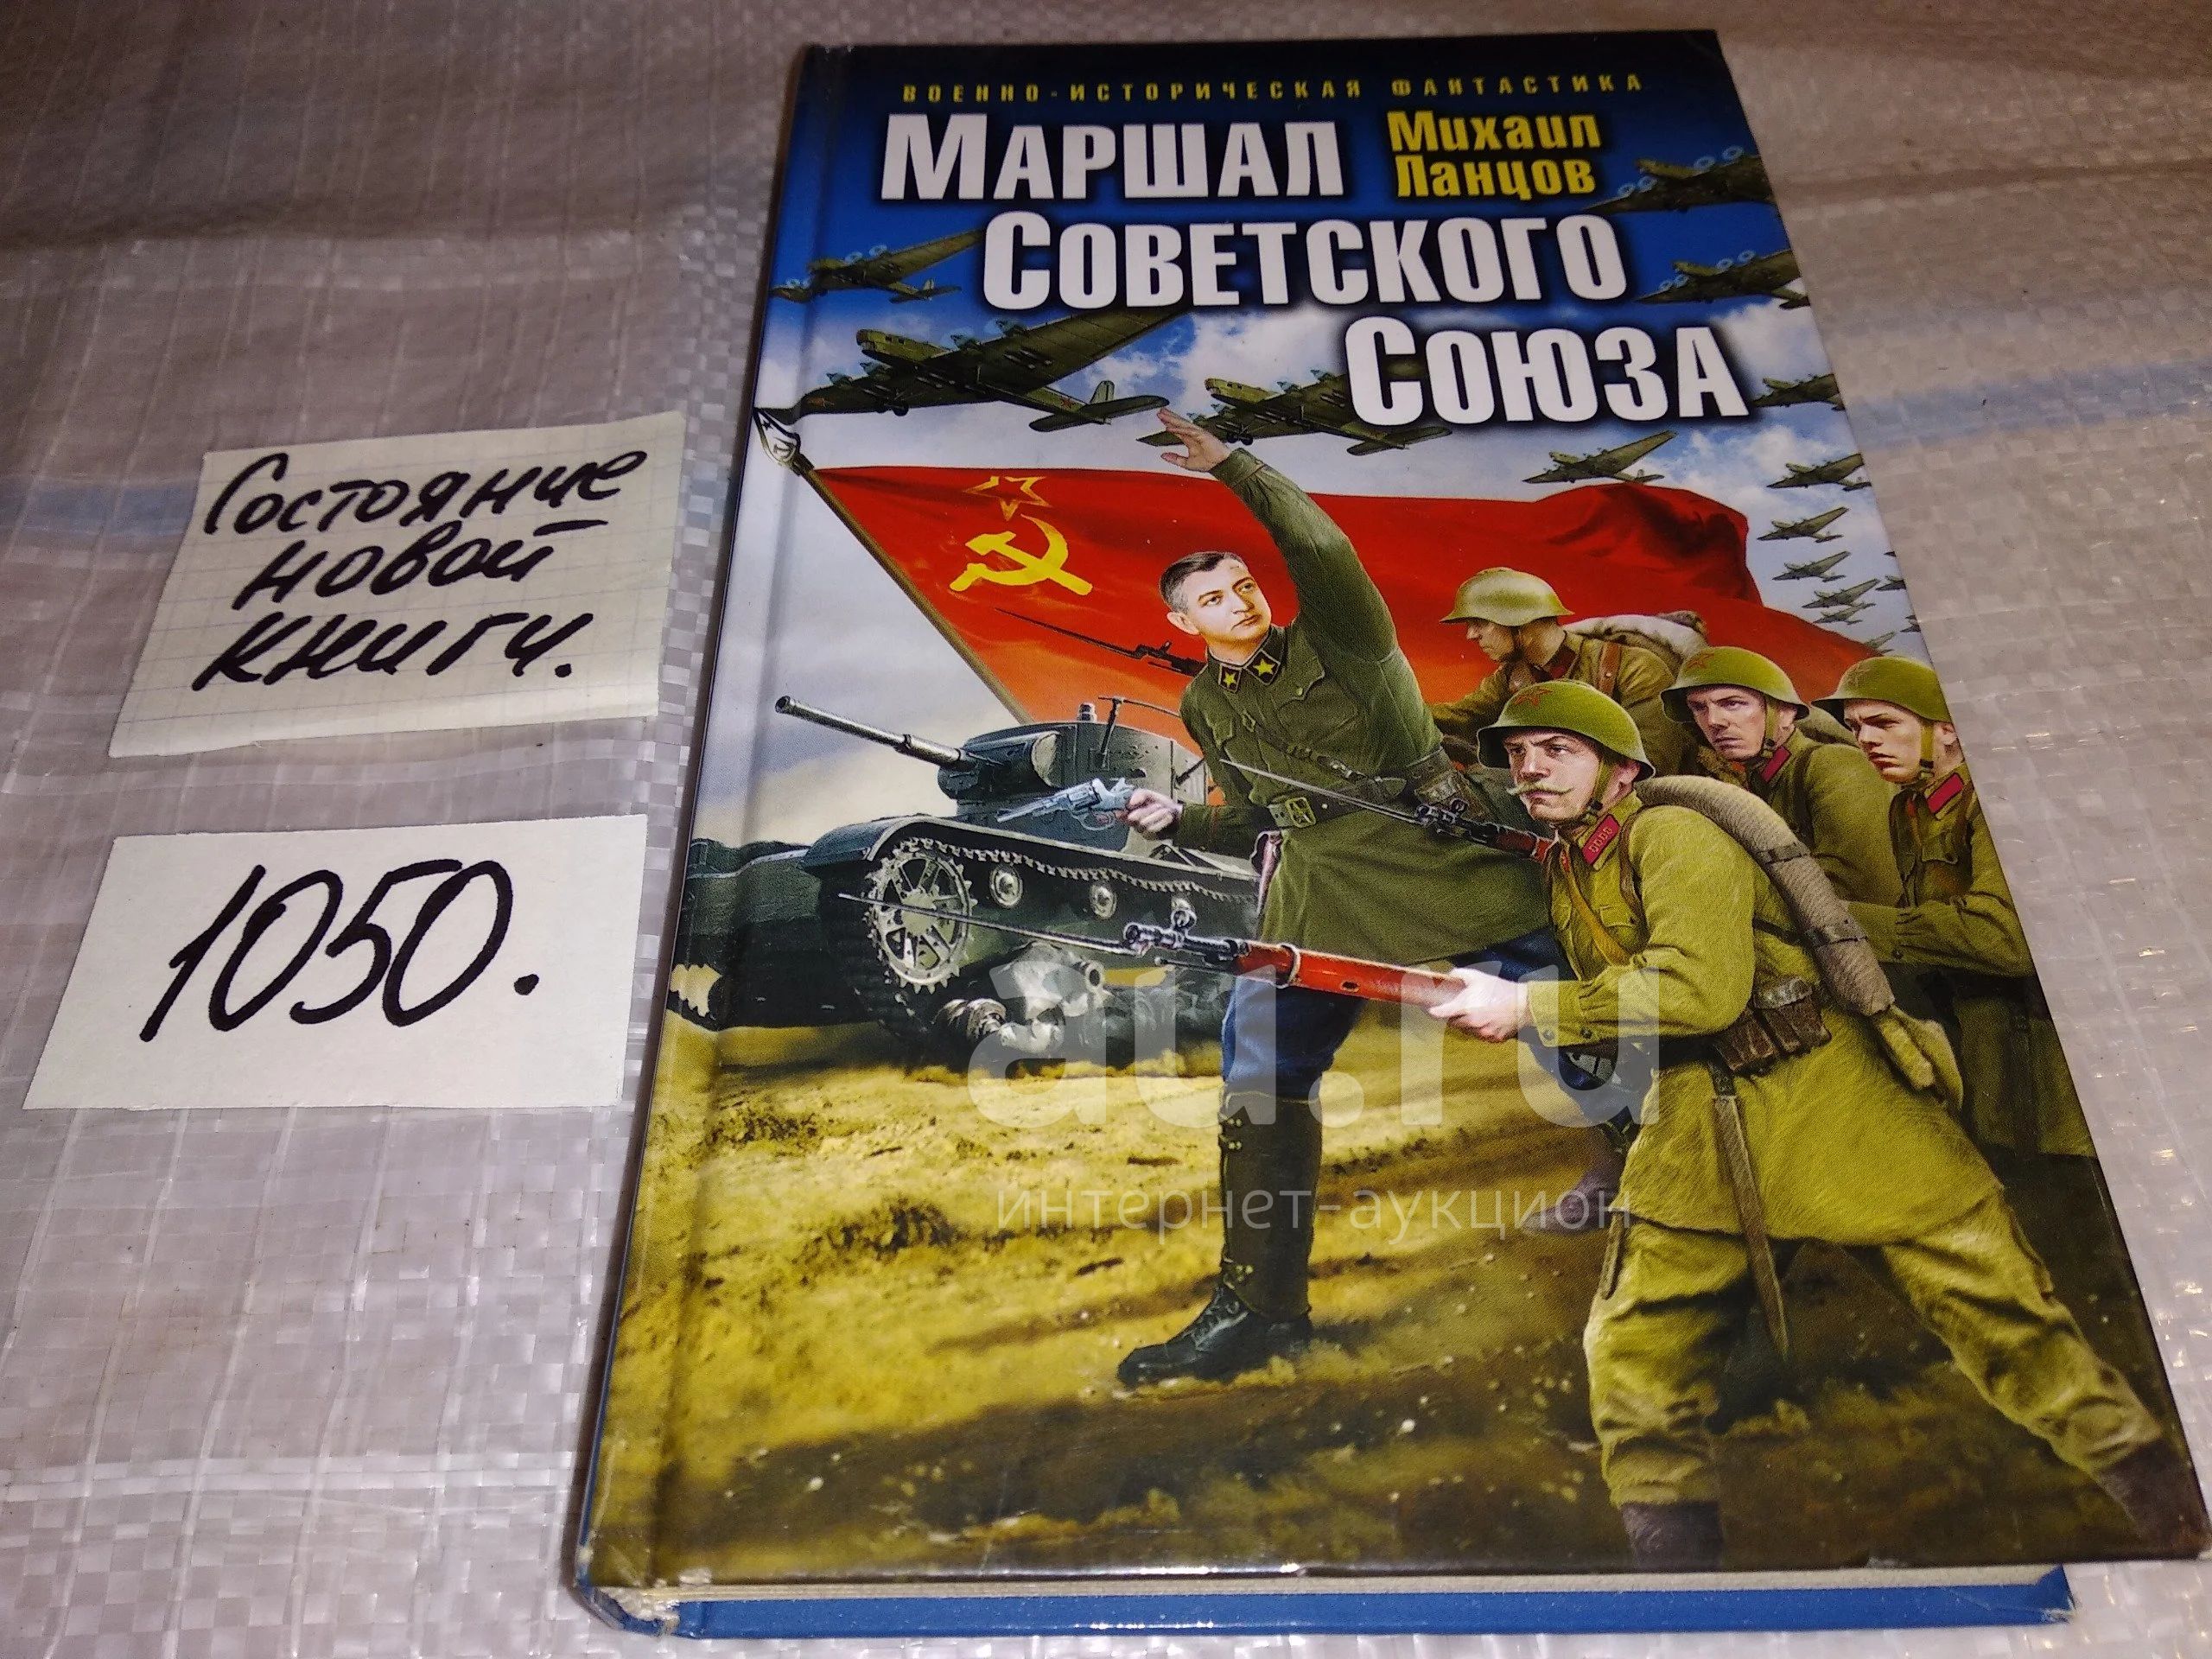 ВОЕННО-ИСТОРИЧЕСКАЯ ФАНТАСТИКА
МАРШАЛ
Михаил
Ланцов
СОВЕТСКОГО
СОЮЗА
Состояние
новой
книги.
1050.
au.ru
интернет-аукцион